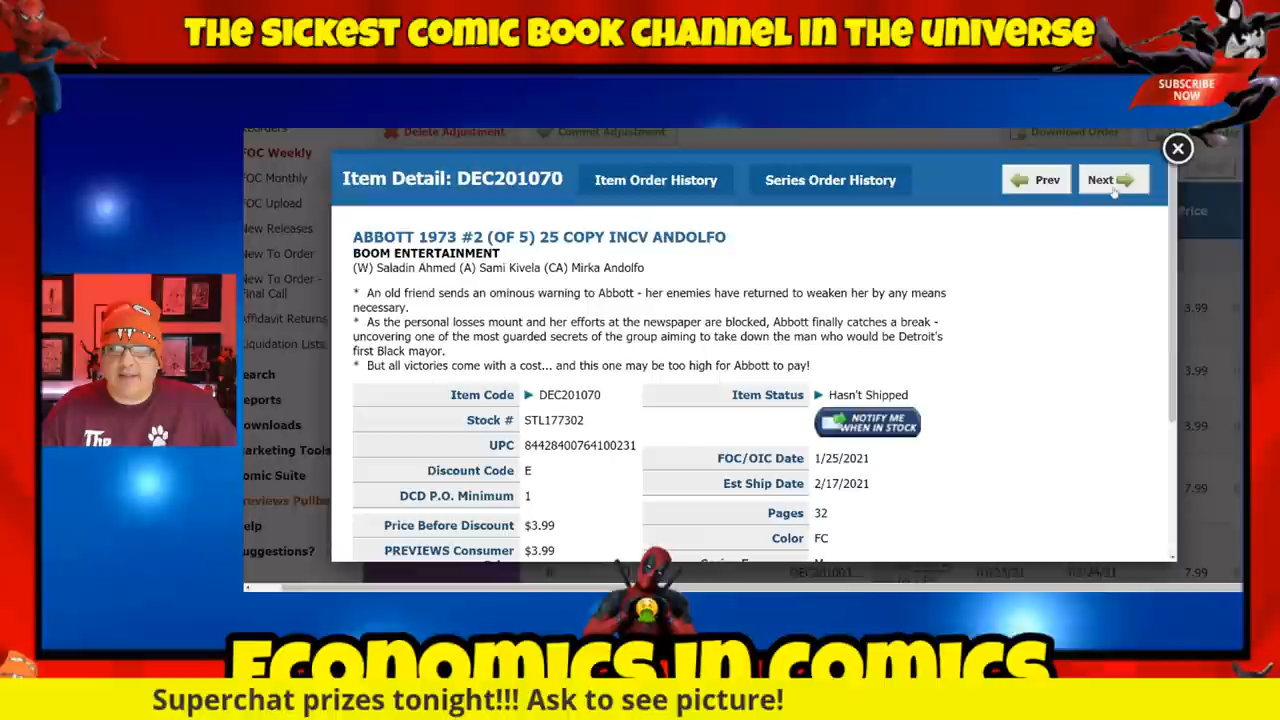 THE SICKEST COMIC BOOK CHANNEL IN THE UNIVERSE
SUBSCRIBE
NOW
Delete Adjustment
Commit Adjustment
Download Order
FOC Weekly
FOC Monthly
FOC Upload
New Releases
New To Order
New To Order -
Final Call
Affidavit Returns
Liquidation Lists
earch
eports
ownloads
arketing Tools
omic Suite
Previews Pullb
elp
uggestions?
Item Detail: DEC201070
Item Order History
Series Order History
Prev
Next
Price
ABBOTT 1973 #2 (OF 5) 25 COPY INCV ANDOLFO
BOOM ENTERTAINMENT
(W) Saladin Ahmed (A) Sami Kivela (CA) Mirka Andolfo
* An old friend sends an ominous warning to Abbott - her enemies have returned to weaken her by any means
necessary.
* As the personal losses mount and her efforts at the newspaper are blocked, Abbott finally catches a break -
uncovering one of the most guarded secrets of the group aiming to take down the man who would be Detroit's
first Black mayor.
* But all victories come with a cost... and this one may be too high for Abbott to pay!
Item Code DEC201070
Stock # STL177302
UPC 84428400764100231
Discount Code E
DCD P.O. Minimum 1
Price Before Discount $3.99
PREVIEWS Consumer $3.99
Item Status Hasn't Shipped
NOTIFY ME
WHEN IN STOCK
FOC/OIC Date 1/25/2021
Est Ship Date 2/17/2021
Pages 32
Color FC
3.99
3.99
3.99
7.99
7.99
The
ECONOMICS IN COMICS
Superchat prizes tonight!!! Ask to see picture!